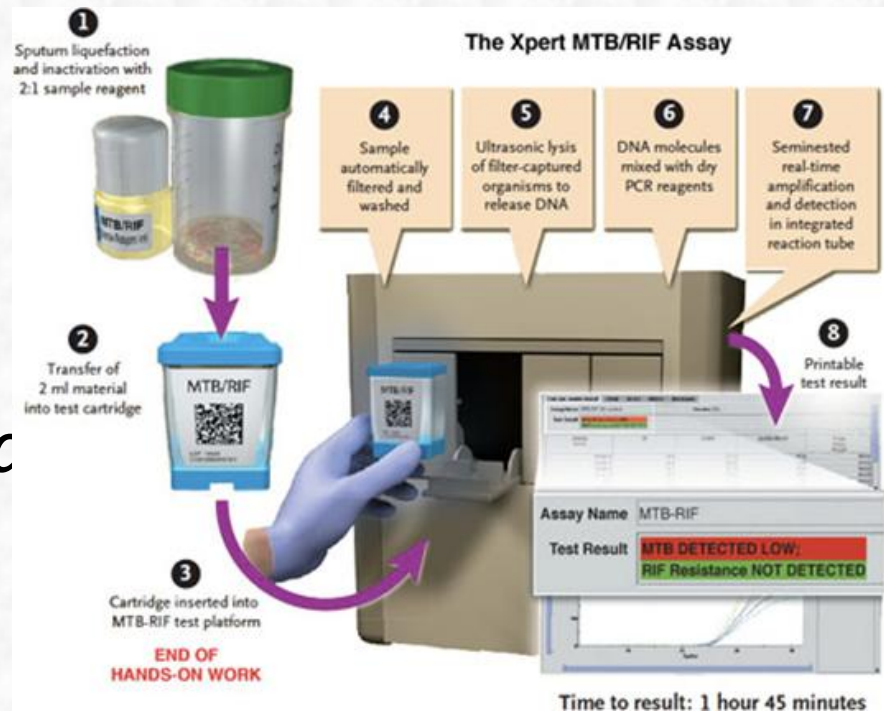 The Xpert MTB/RIF Assay
1
Sputum liquefaction
and inactivation with
2:1 sample reagent
MTB/RIF
2
Transfer of
2 ml material
into test cartridge
MTB/RIF
3
Cartridge inserted into
MTB-RIF test platform
END OF
HANDS-ON WORK
4
Sample
automatically
filtered and
washed
5
Ultrasonic lysis
of filter-captured
organisms to
release DNA
6
DNA molecules
mixed with dry
PCR reagents
7
Seminested
real-time
amplification
and detection
in integrated
reaction tube
MTB/RIF
8
Printable
test result
Assay Name MTB-RIF
Test Result MTB DETECTED LOW;
RIF Resistance NOT DETECTED
Time to result: 1 hour 45 minutes